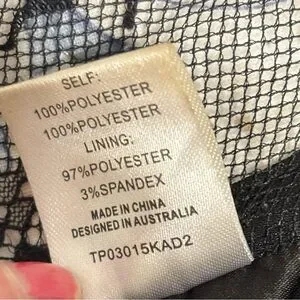 SELF:
100%POLYESTER
100%POLYESTER
LINING:
97%POLYESTER
3%SPANDEX
MADE IN CHINA
DESIGNED IN AUSTRALIA
TP03015KAD2